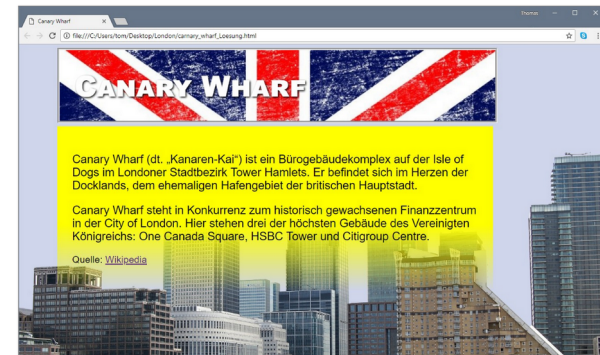 Canary Wharf
Thomas
file:///C:/Users/tom/Desktop/London/carnary_wharf_Loesung.html
CANARY WHARF
Canary Wharf (dt. „Kanaren-Kai“) ist ein Bürogebäudekomplex auf der Isle of
Dogs im Londoner Stadtbezirk Tower Hamlets. Er befindet sich im Herzen der
Docklands, dem ehemaligen Hafengebiet der britischen Hauptstadt.
Canary Wharf steht in Konkurrenz zum historisch gewachsenen Finanzzentrum
in der City of London. Hier stehen drei der höchsten Gebäude des Vereinigten
Königreichs: One Canada Square, HSBC Tower und Citigroup Centre.
Quelle: Wikipedia